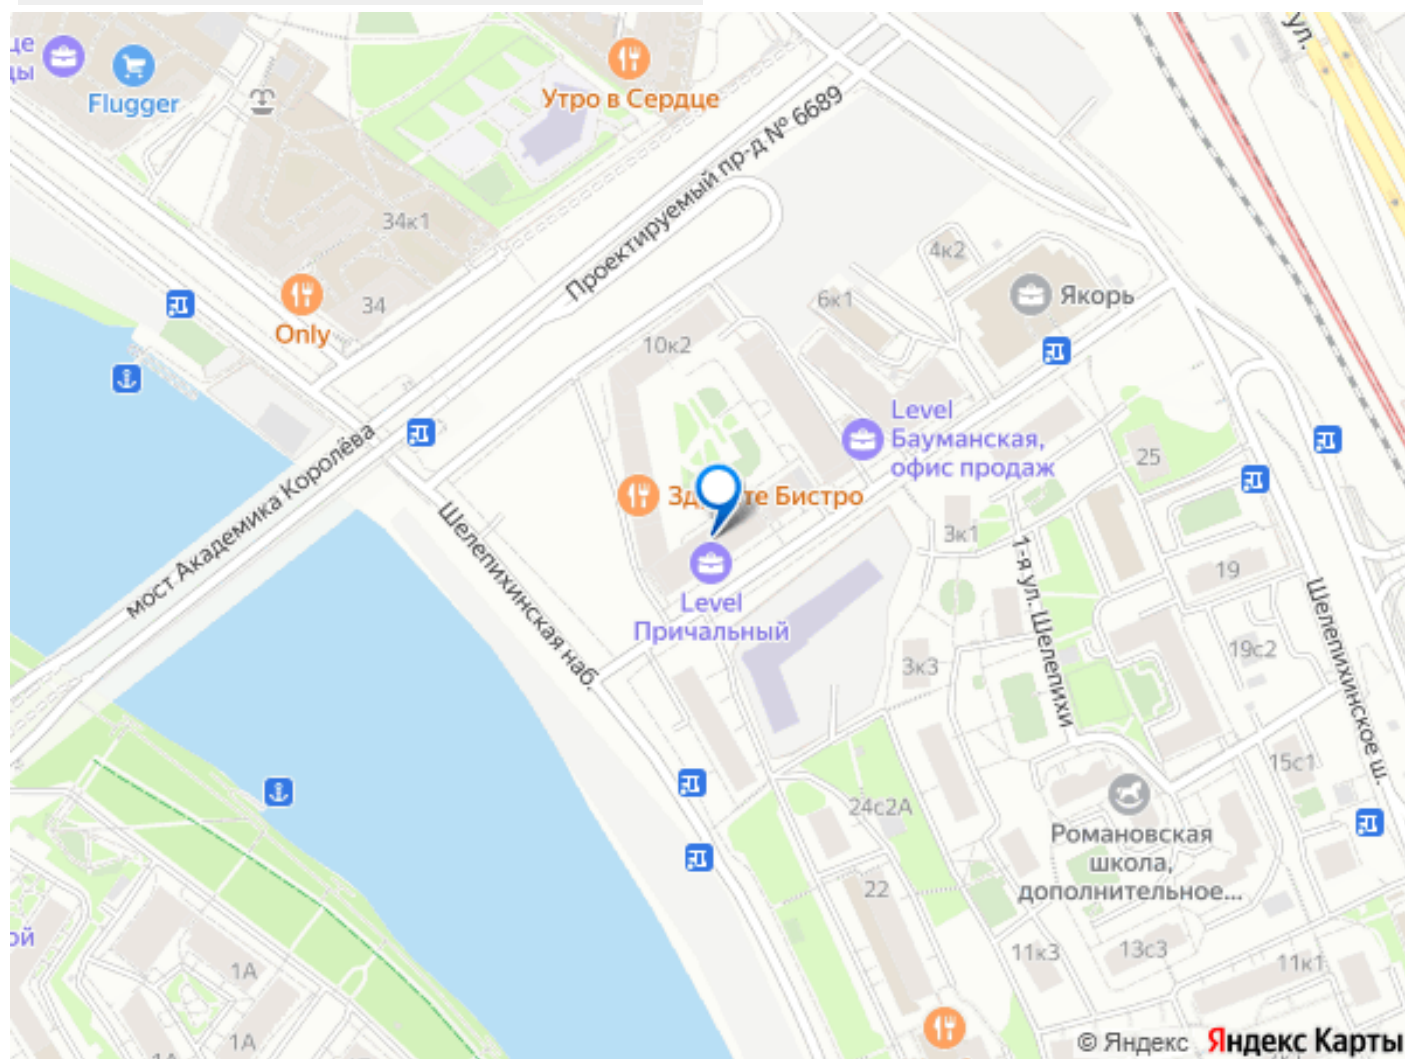 ул.
Flugger
Утро в Сердце
Проектируемый пр-д № 6689
34к1
4к2
Якорь
6к1
34
Only
10к2
Level
Бауманская,
офис продаж
25
мост Академика Королёва
Бистро
Шелепихинская наб.
3к1
1-я ул. Шелепихи
19
Level
Причальный
Шелепихинское ш.
19с2
3к3
15с1
24с2А
Романовская
школа,
дополнительное...
22
ой
1А
11к3
13с3
11к1
1А
© Яндекс Яндекс Карты